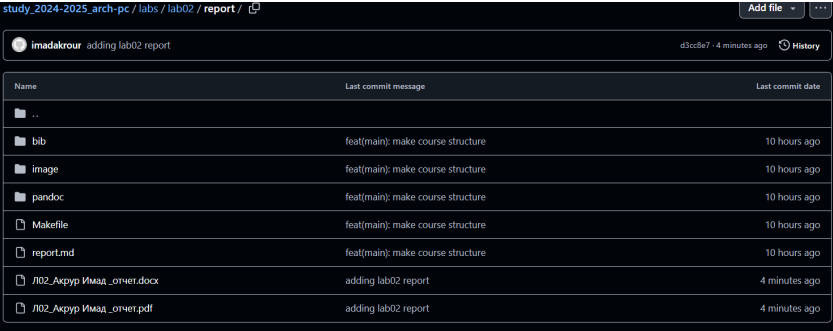 study_2024-2025_arch-pc / labs / lab02 / report /
Add file
imadakrour adding lab02 report
d3cc8e7 · 4 minutes ago
History
Name Last commit message Last commit date
..
bib feat(main): make course structure 10 hours ago
image feat(main): make course structure 10 hours ago
pandoc feat(main): make course structure 10 hours ago
Makefile feat(main): make course structure 10 hours ago
report.md feat(main): make course structure 10 hours ago
Л02_Акрур Имад _отчет.docx adding lab02 report 4 minutes ago
Л02_Акрур Имад _отчет.pdf adding lab02 report 4 minutes ago